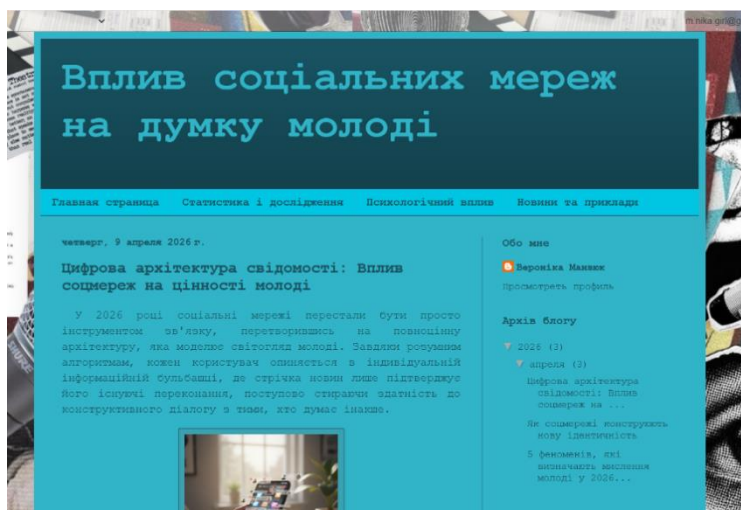 m.nika.girl@g
Вплив соціальних мереж
на думку молоді
Главная страница Статистика і дослідження Психологічний вплив Новини та приклади
четверг, 9 апреля 2026 г.
Цифрова архітектура свідомості: Вплив
соцмереж на цінності молоді
У 2026 році соціальні мережі перестали бути просто
інструментом зв'язку, перетворившись на повноцінну
архітектуру, яка моделює світогляд молоді. Завдяки розумним
алгоритмам, кожен користувач опиняється в індивідуальній
інформаційній бульбашці, де стрічка новин лише підтверджує
його існуючі переконання, поступово стираючи здатність до
конструктивного діалогу з тими, хто думає інакше.
Обо мне
Вероніка Манзюк
Просмотреть профиль
Архів блогу
▼ 2026 (3)
▼ апреля (3)
Цифрова архітектура
свідомості: Вплив
соцмереж на ...
Як соцмережі конструюють
нову ідентичність
5 феноменів, які
визначають мислення
молоді у 2026...